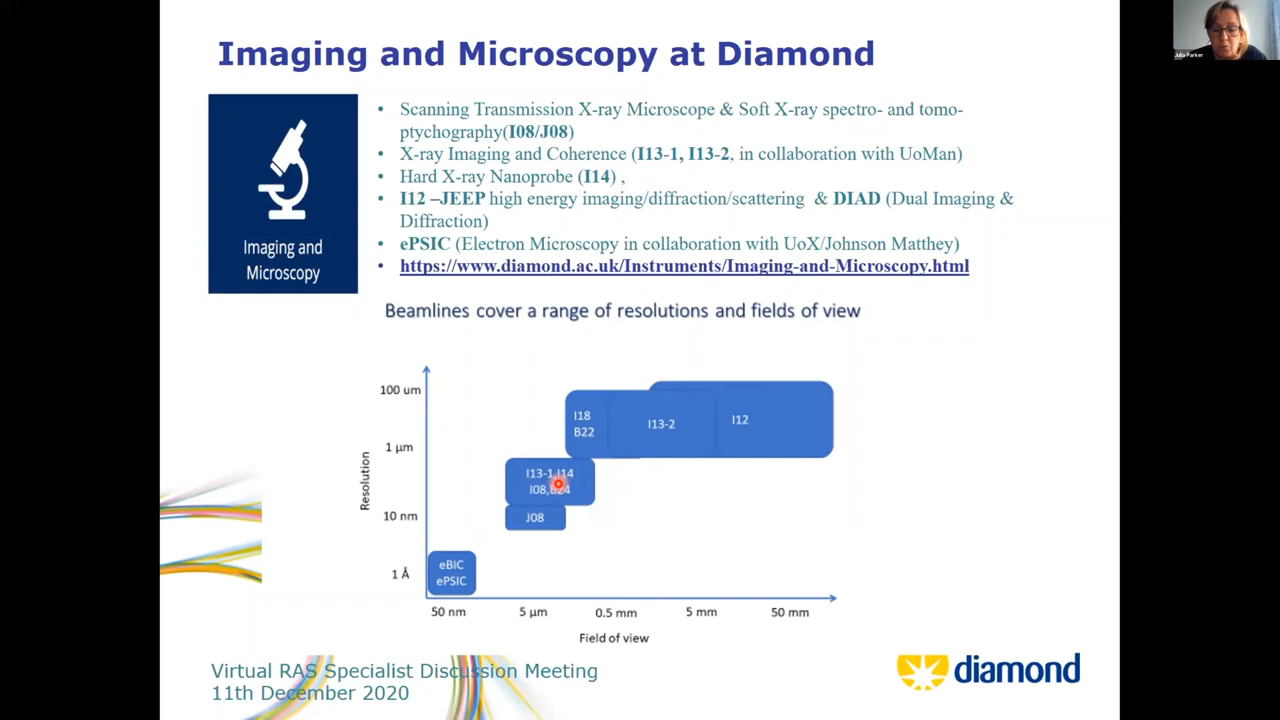 Imaging and Microscopy at Diamond
Julia Parker
Imaging and
Microscopy
• Scanning Transmission X-ray Microscope & Soft X-ray spectro- and tomo-
ptychography(I08/J08)
• X-ray Imaging and Coherence (I13-1, I13-2, in collaboration with UoMan)
• Hard X-ray Nanoprobe (I14) ,
• I12 –JEEP high energy imaging/diffraction/scattering & DIAD (Dual Imaging &
Diffraction)
• ePSIC (Electron Microscopy in collaboration with UoX/Johnson Matthey)
• https://www.diamond.ac.uk/Instruments/Imaging-and-Microscopy.html
Beamlines cover a range of resolutions and fields of view
Resolution
100 um
1 µm
10 nm
1 Å
I18
B22
I13-2
I12
I13-1,I14
I08,B24
J08
eBIC
ePSIC
50 nm
5 µm
0.5 mm
5 mm
50 mm
Field of view
Virtual RAS Specialist Discussion Meeting
11th December 2020
diamond